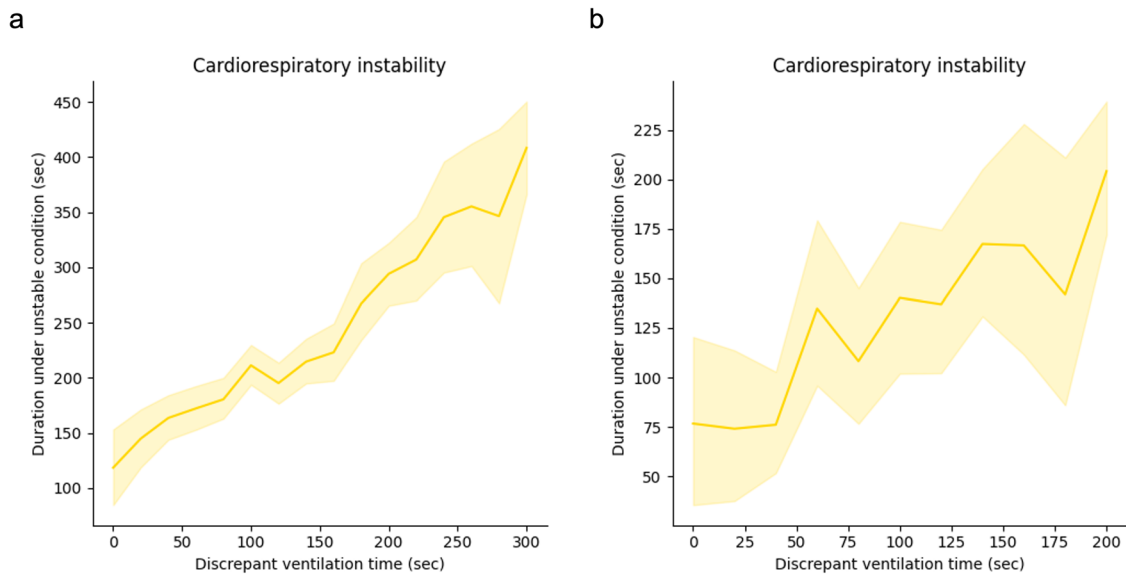 a
Cardiorespiratory instability
Duration under unstable condition (sec)
450
400
350
300
250
200
150
100
0 50 100 150 200 250 300
Discrepant ventilation time (sec)
b
Cardiorespiratory instability
Duration under unstable condition (sec)
225
200
175
150
125
100
75
50
0 25 50 75 100 125 150 175 200
Discrepant ventilation time (sec)